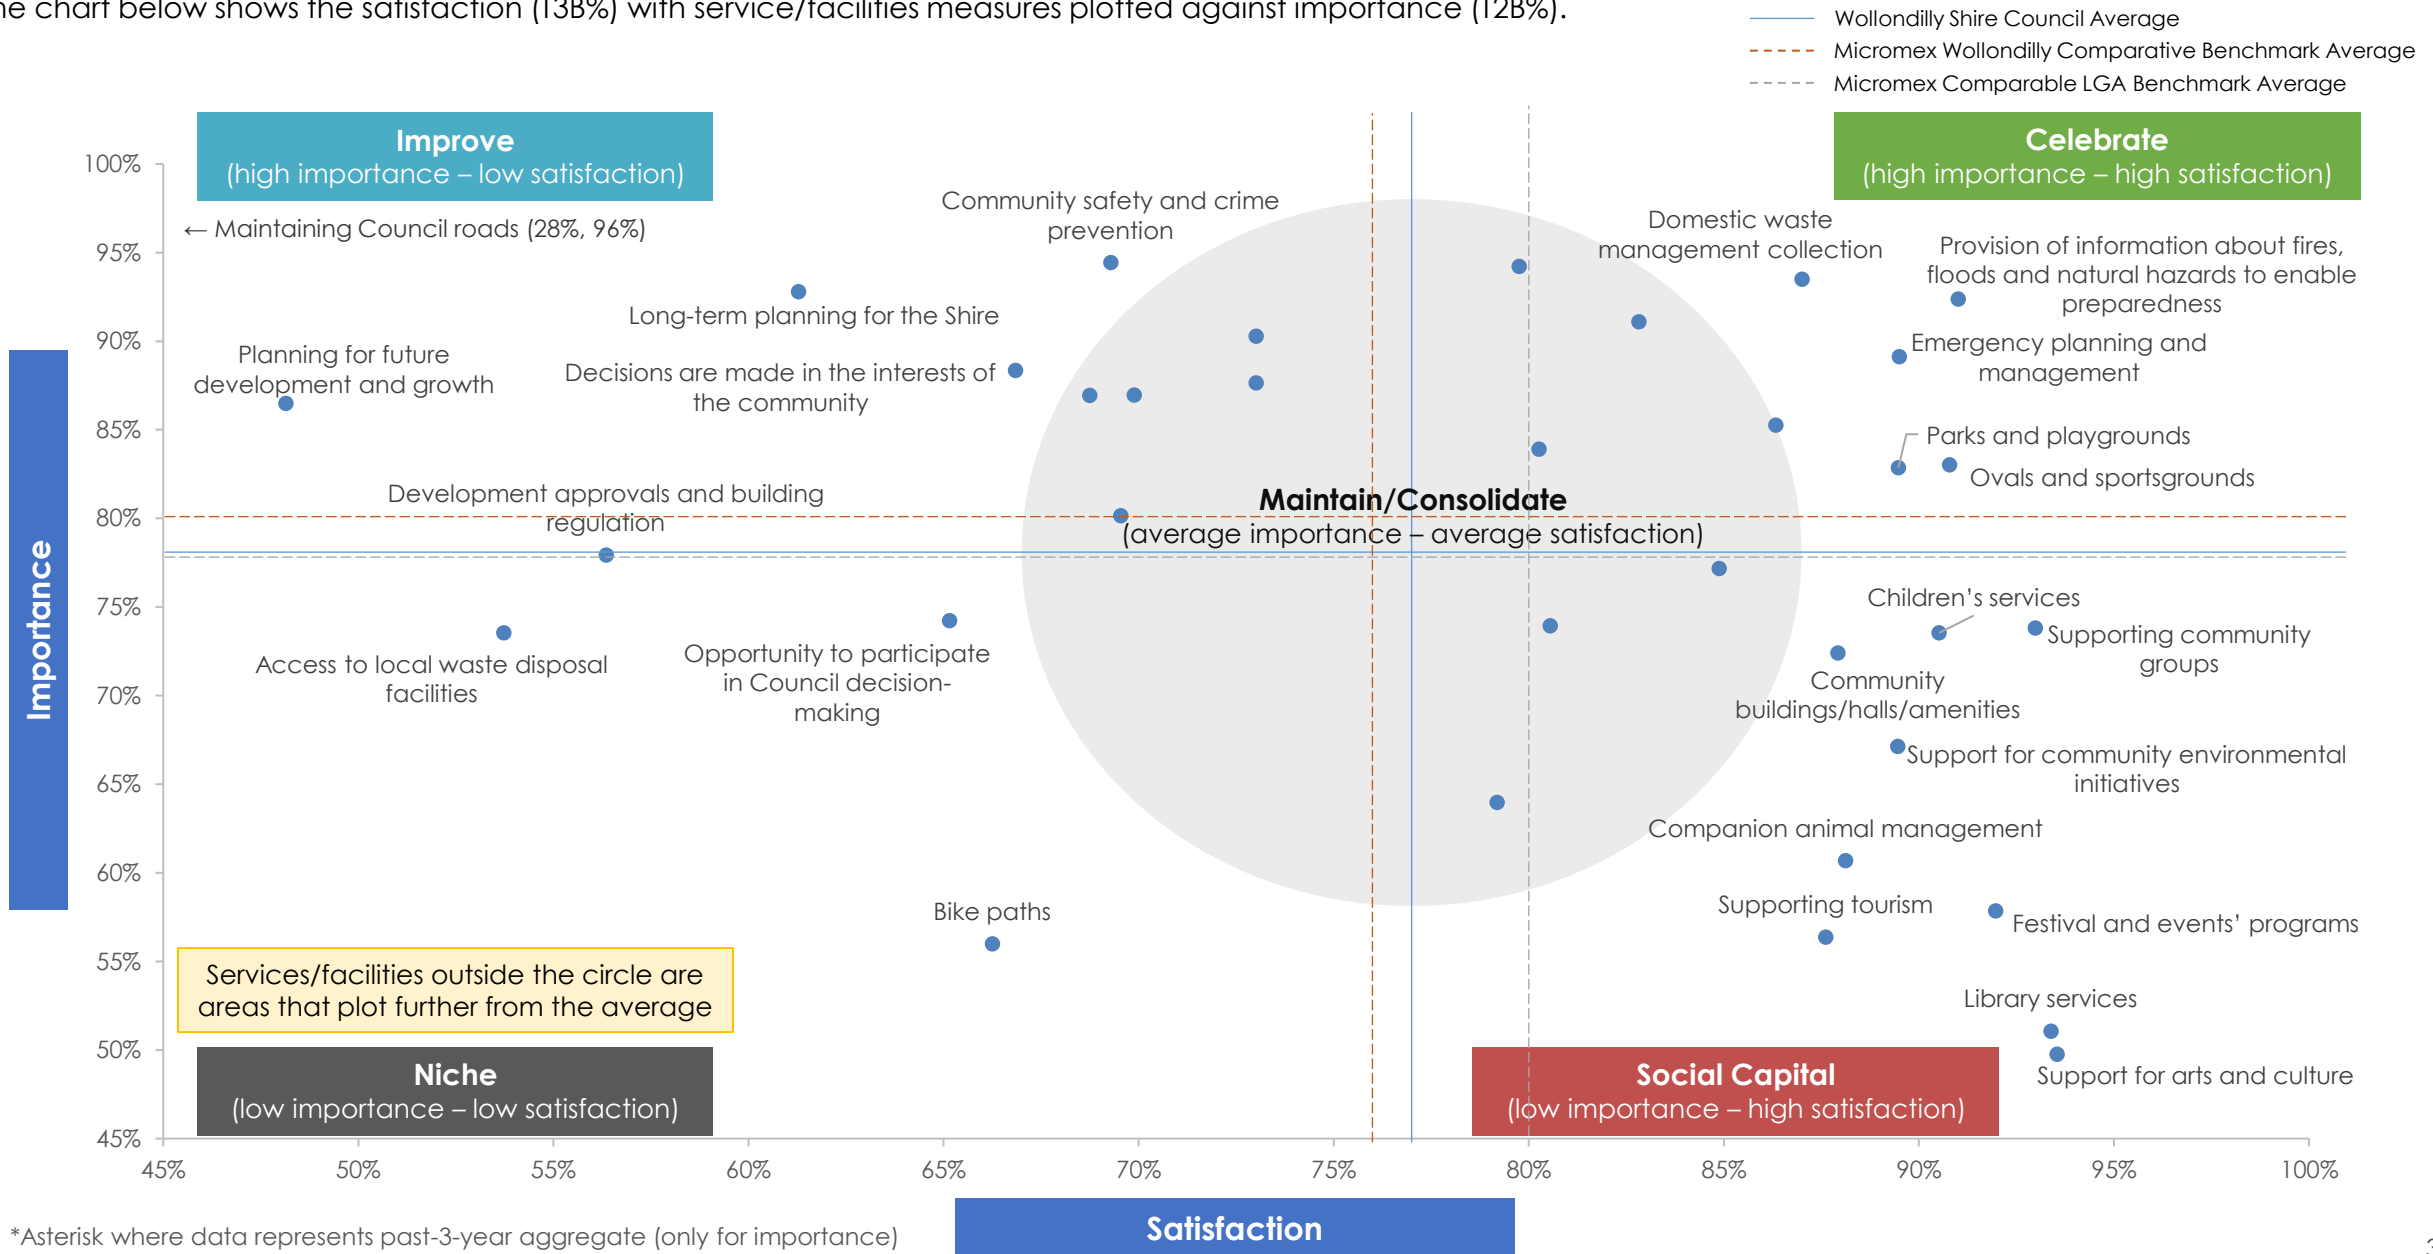 ne chart below shows the satisfaction (T3B%) with service/facilities measures plotted against importance (T2B%).
Wollondilly Shire Council Average
Micromex Wollondilly Comparative Benchmark Average
Micromex Comparable LGA Benchmark Average
Improve
(high importance – low satisfaction)
Celebrate
(high importance – high satisfaction)
100%
← Maintaining Council roads (28%, 96%)
Community safety and crime
prevention
Domestic waste
management collection
Provision of information about fires,
floods and natural hazards to enable
preparedness
95%
Long-term planning for the Shire
90%
Planning for future
development and growth
Decisions are made in the interests of
the community
Emergency planning and
management
85%
Parks and playgrounds
Ovals and sportsgrounds
Development approvals and building
regulation
Maintain/Consolidate
(average importance – average satisfaction)
80%
Importance
75%
Children's services
Supporting community
groups
Access to local waste disposal
facilities
Opportunity to participate
in Council decision-
making
Community
buildings/halls/amenities
70%
Support for community environmental
initiatives
65%
Companion animal management
60%
Bike paths
Supporting tourism
Festival and events' programs
55%
Services/facilities outside the circle are
areas that plot further from the average
Library services
50%
Support for arts and culture
Niche
(low importance – low satisfaction)
Social Capital
(low importance – high satisfaction)
45%
45% 50% 55% 60% 65% 70% 75% 80% 85% 90% 95% 100%
Satisfaction
*Asterisk where data represents past-3-year aggregate (only for importance)